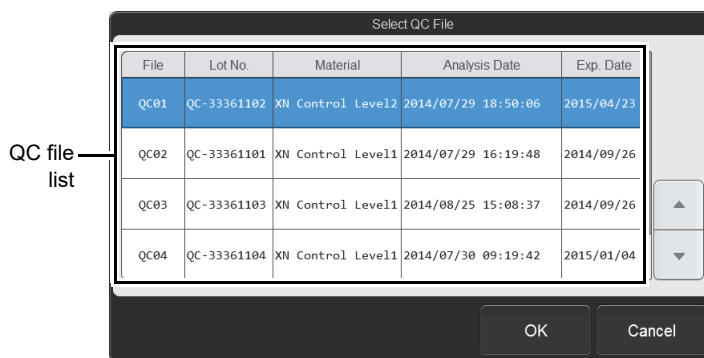 Select QC File
File Lot No. Material Analysis Date Exp. Date
QC01 QC-33361102 XN Control Level2 2014/07/29 18:50:06 2015/04/23
QC02 QC-33361101 XN Control Level1 2014/07/29 16:19:48 2014/09/26
QC03 QC-33361103 XN Control Level1 2014/08/25 15:08:37 2014/09/26
QC04 QC-33361104 XN Control Level1 2014/07/30 09:19:42 2015/01/04
QC file
list
OK Cancel